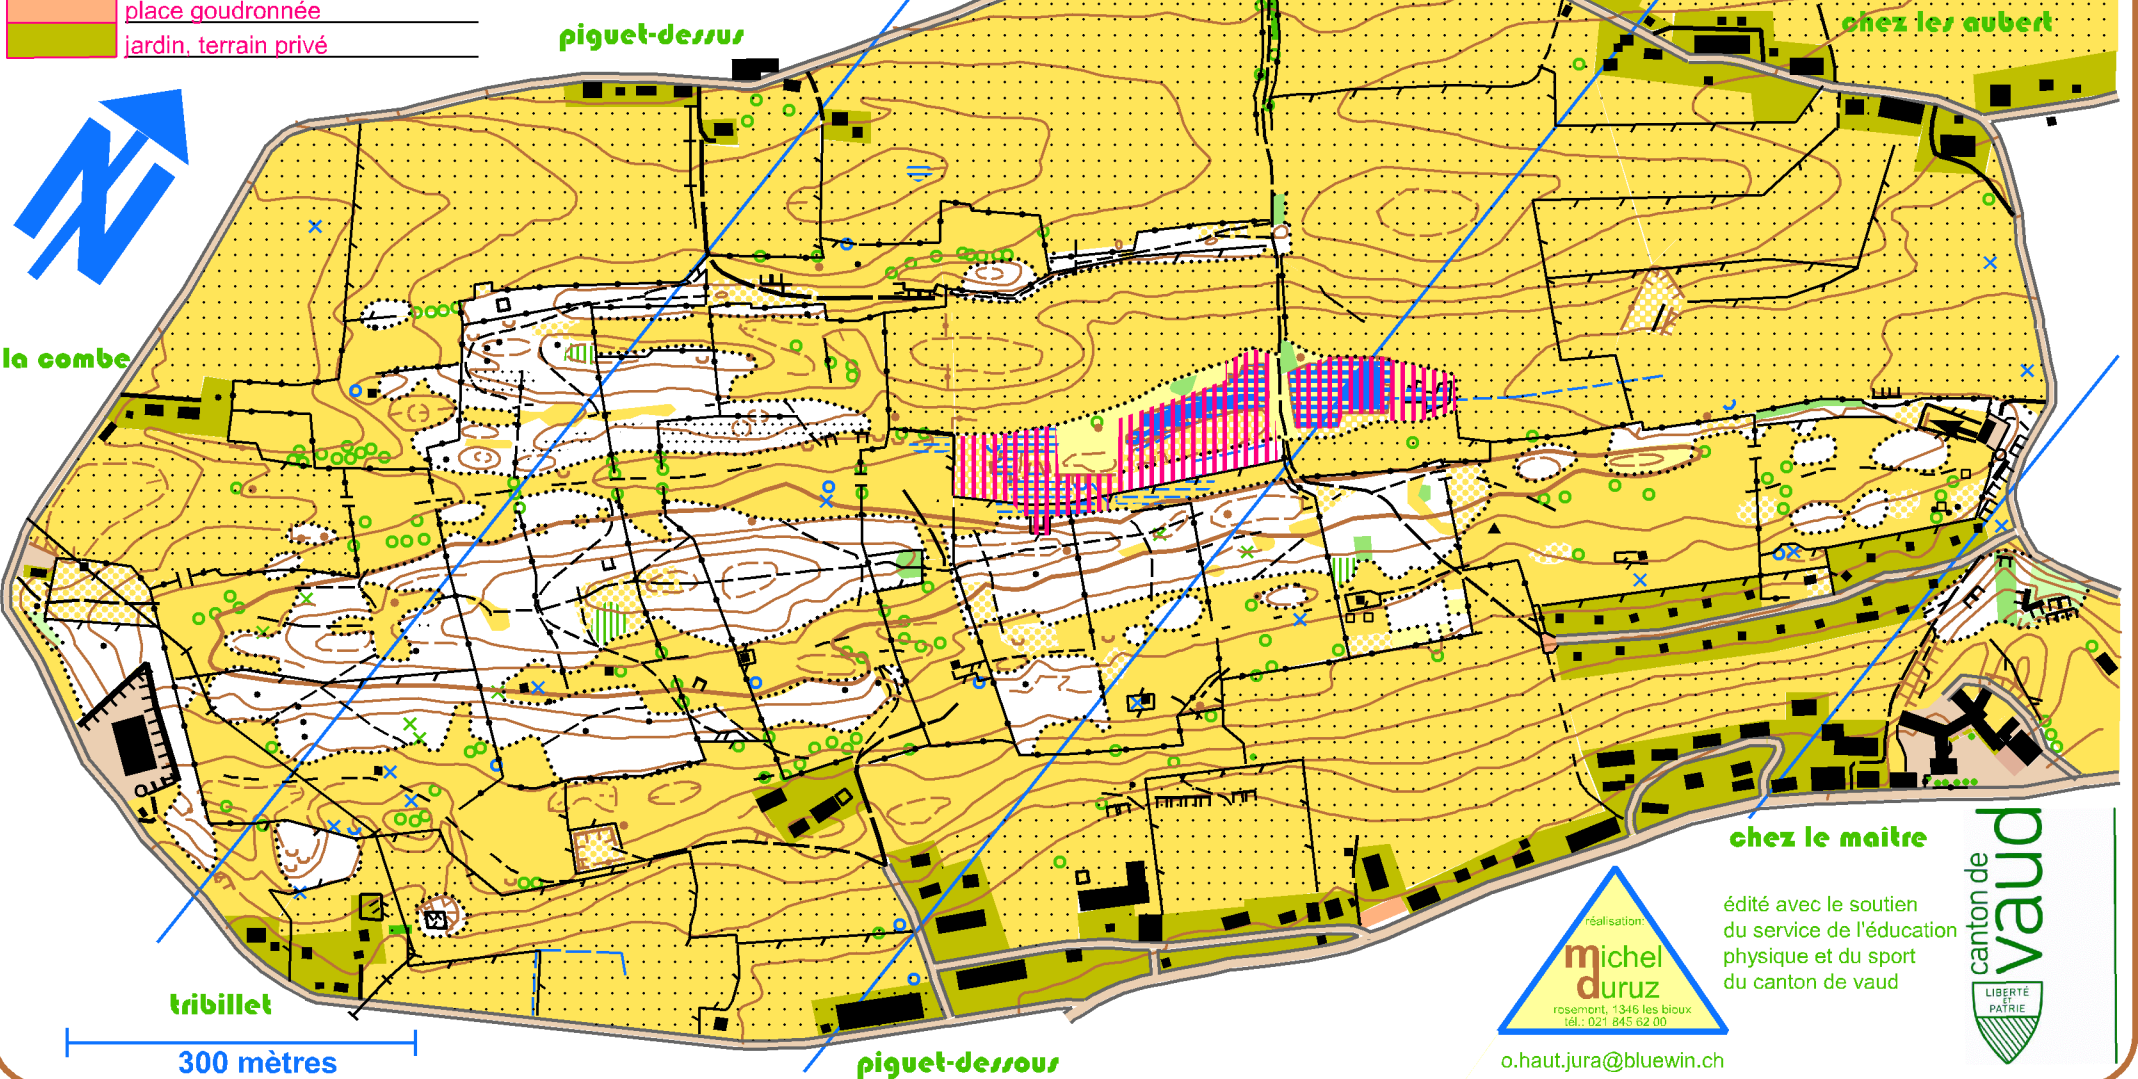 place goudronnée
jardin, terrain privé
piguet-dessus
chez les aubert
la combe
N
chez le maître
tribillet
300 mètres
piguet-dessous
réalisation:
michel
duruz
rosemont, 1346 les bioux
tél.: 021 845 62 00
o.haut.jura@bluewin.ch
édité avec le soutien
du service de l'éducation
physique et du sport
du canton de vaud
canton de
vaud
LIBERTÉ
ET
PATRIE